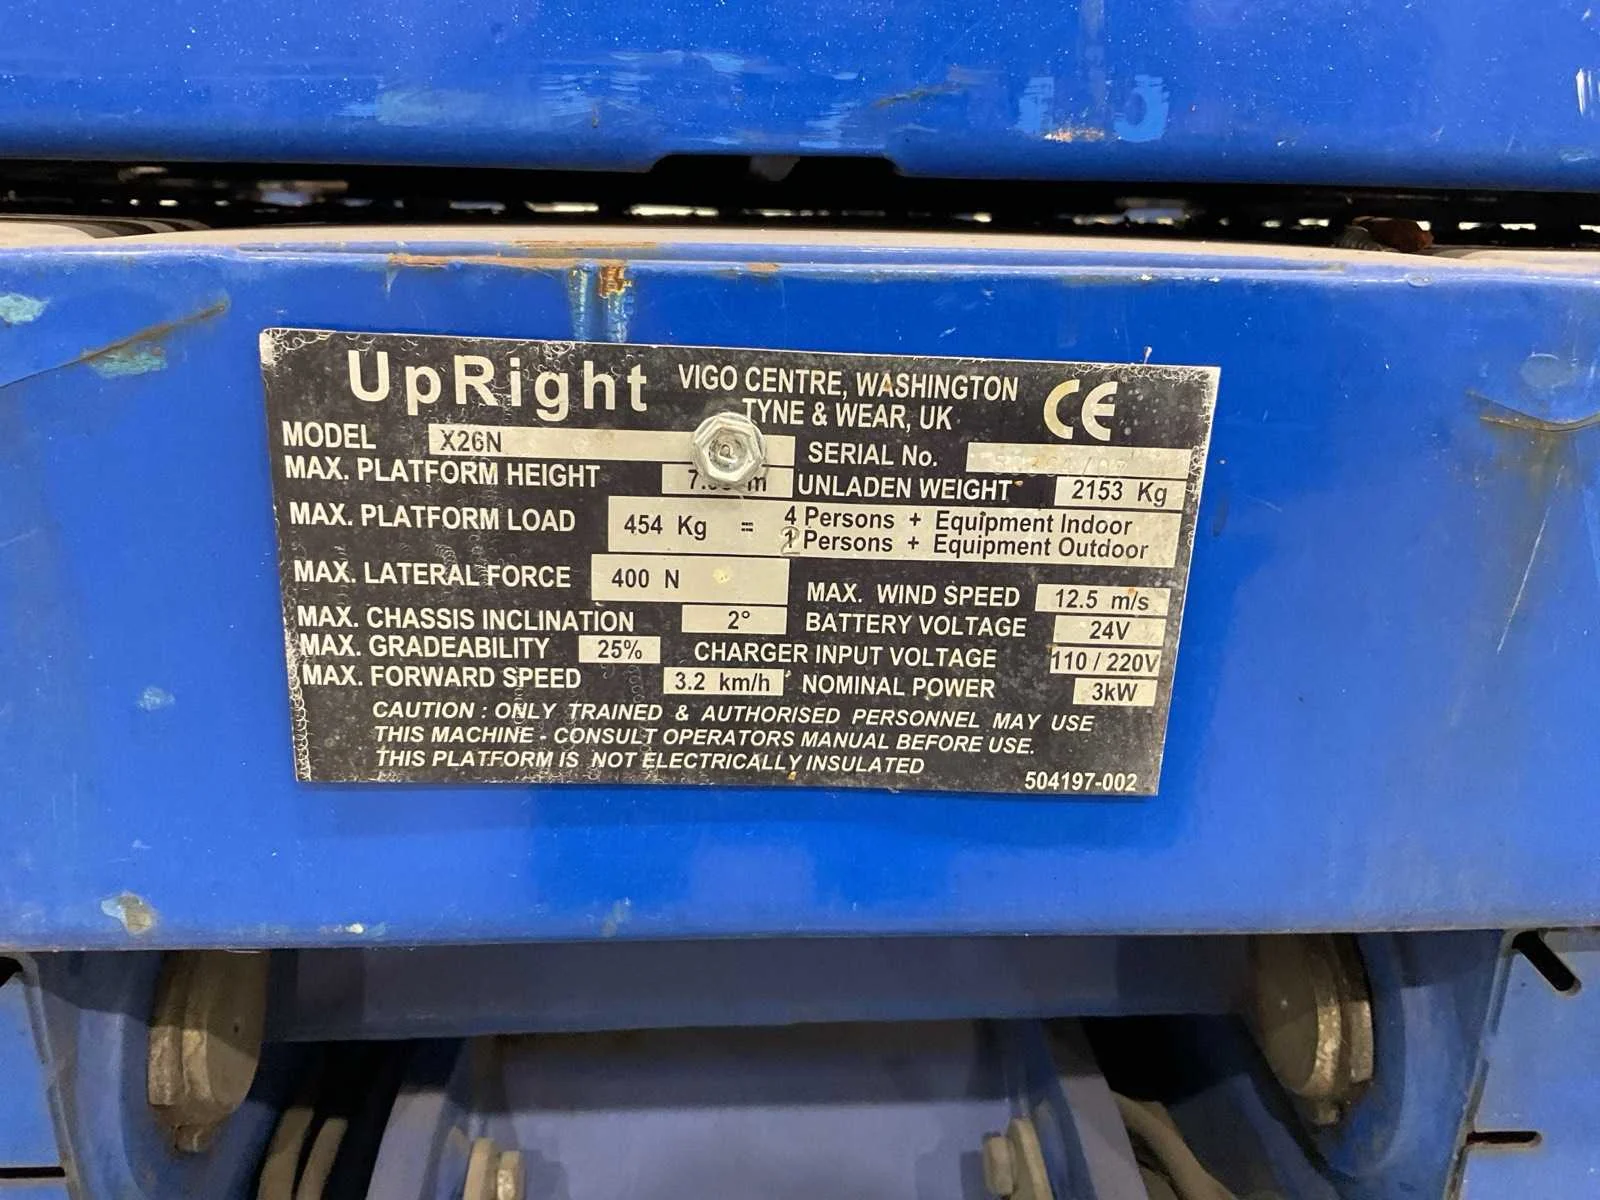 UpRight VIGO CENTRE, WASHINGTON
TYNE & WEAR, UK CE
MODEL X26N SERIAL No.
MAX. PLATFORM HEIGHT m UNLADEN WEIGHT 2153 Kg
MAX. PLATFORM LOAD 454 Kg = 4 Persons + Equipment Indoor
Persons + Equipment Outdoor
MAX. LATERAL FORCE 400 N MAX. WIND SPEED 12.5 m/s
MAX. CHASSIS INCLINATION 2° BATTERY VOLTAGE 24V
MAX. GRADEABILITY 25% CHARGER INPUT VOLTAGE 110 / 220V
MAX. FORWARD SPEED 3.2 km/h NOMINAL POWER 3kW
CAUTION : ONLY TRAINED & AUTHORISED PERSONNEL MAY USE
THIS MACHINE - CONSULT OPERATORS MANUAL BEFORE USE.
THIS PLATFORM IS NOT ELECTRICALLY INSULATED
504197-002